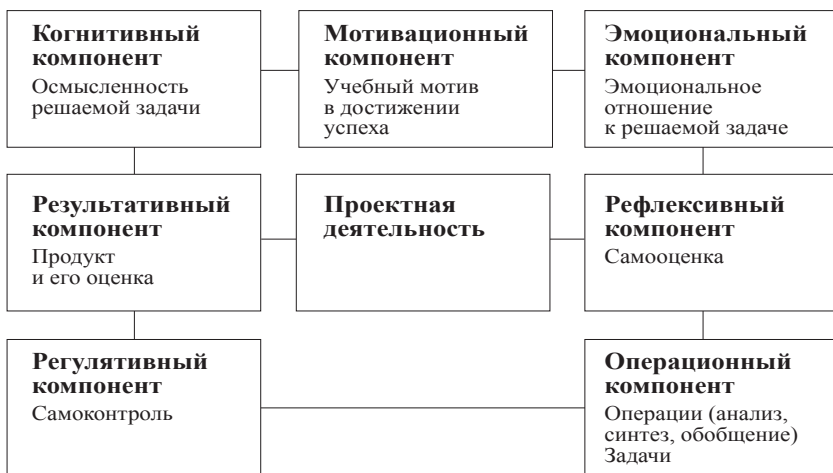 Когнитивный
компонент
Осмысленность
решаемой задачи
Мотивационный
компонент
Учебный мотив
в достижении
успеха
Эмоциональный
компонент
Эмоциональное
отношение
к решаемой задаче
Результативный
компонент
Продукт
и его оценка
Проектная
деятельность
Рефлексивный
компонент
Самооценка
Регулятивный
компонент
Самоконтроль
Операционный
компонент
Операции (анализ,
синтез, обобщение)
Задачи